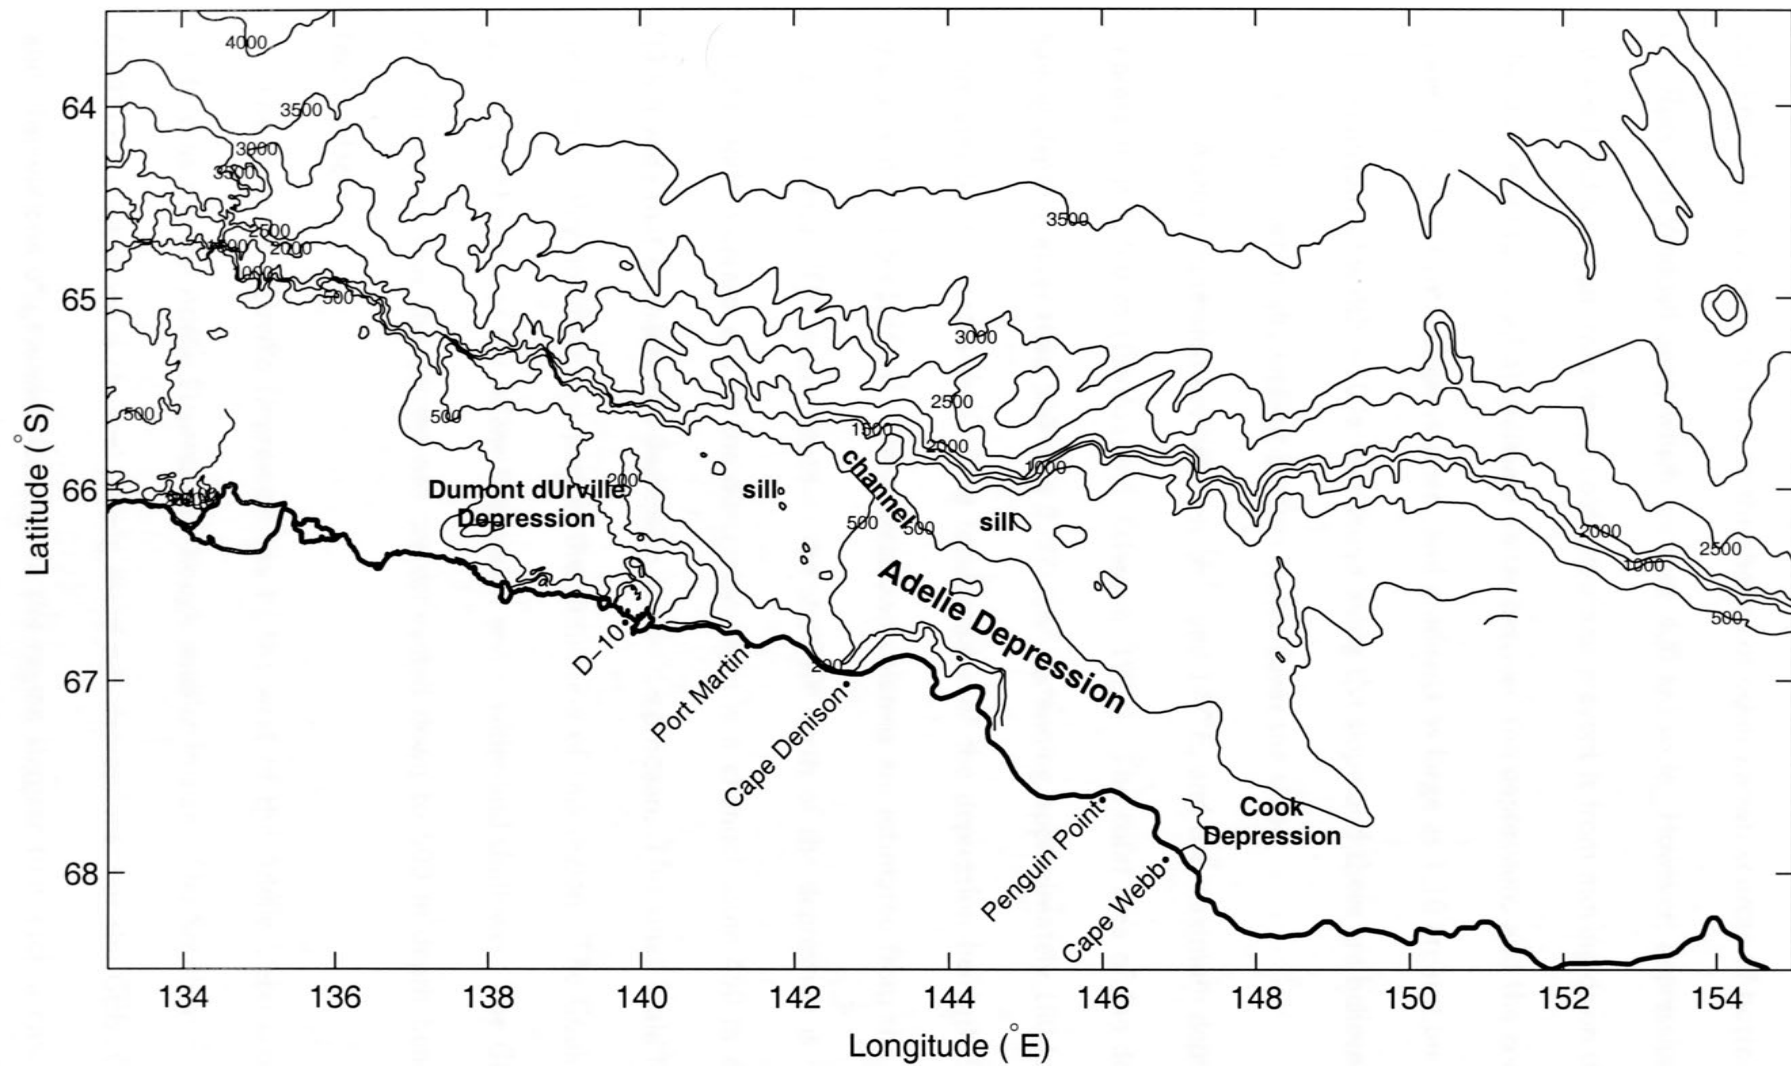 4000
3500
64
3000
3500
3500
2500
2000
1000
65
500
3000
500
500
2500
1500
2000
1000
channel
200
66
Dumont dUrville
Depression
sill
500
500
sill
2000
2500
1000
Adelie Depression
500
D–10
Port Martin
200
67
Cape Denison
Penguin Point
Cook
Depression
68
Cape Webb
Latitude (°S)
134
136
138
140
142
144
146
148
150
152
154
Longitude (°E)